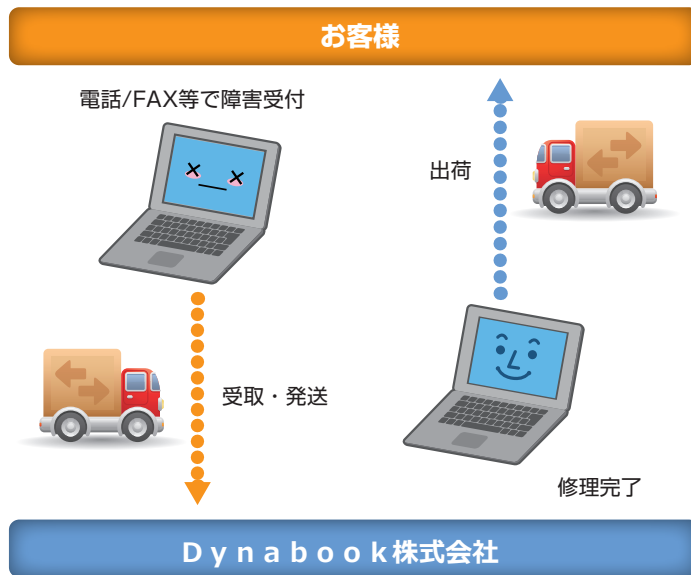 お客様
電話/FAX等で障害受付
出荷
受取・発送
修理完了
Dynabook株式会社